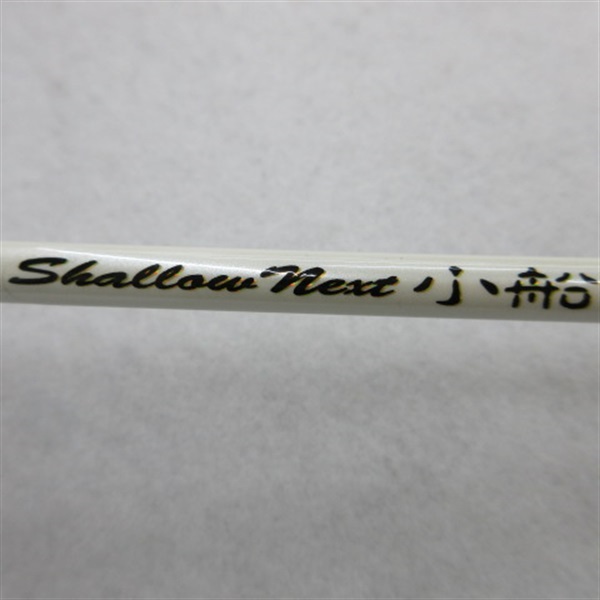 Shallow Next 小船